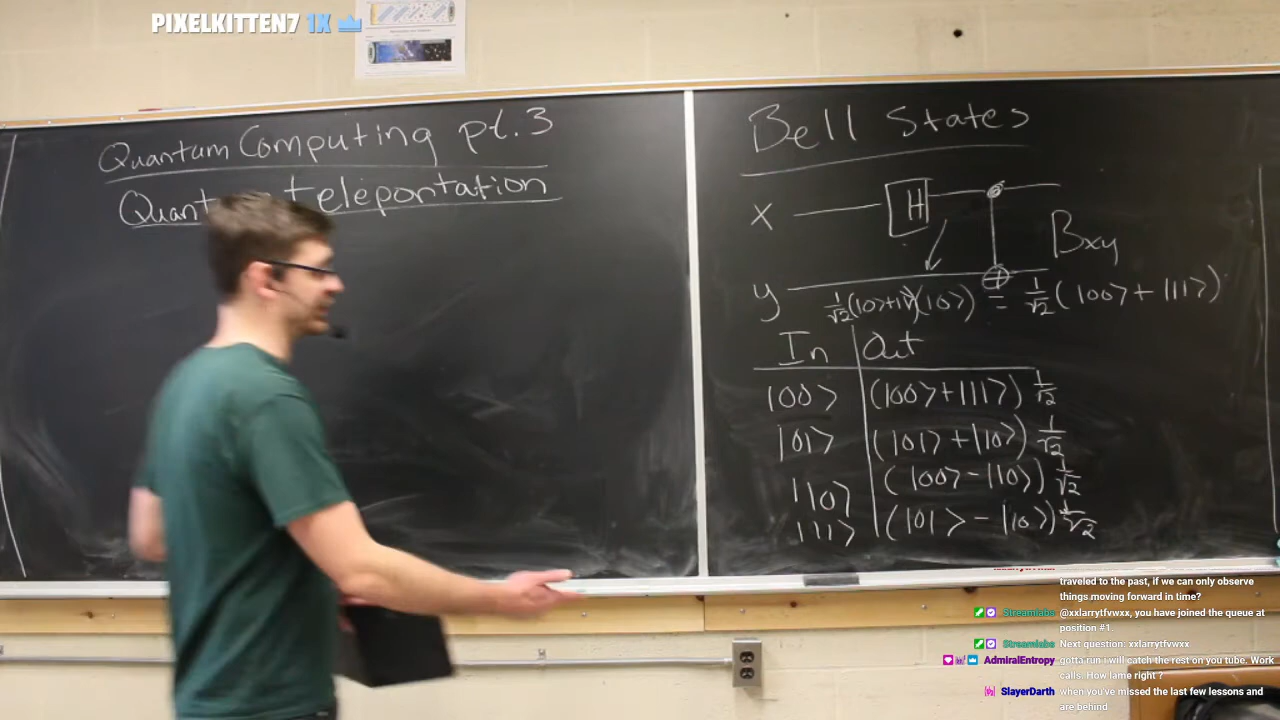 PIXELKITTEN7 1X
Quantum Computing pt.3
Quant Teleportation
Bell States
x H
Bxy
y 1/√2(|0>+|1>)(|0>) = 1/√2(|00>+|11>)
In Out
|00> (|00>+|11>) 1/√2
|01> (|01>+|10>) 1/√2
|10> (|00>-|10>) 1/√2
|11> (|01>-|10>) 1/√2
traveled to the past, if we can only observe
things moving forward in time?
Streamlabs @xxlarrytfvwxx, you have joined the queue at
position #1.
Streamlabs Next question: xxlarrytfvwxx
AdmiralEntropy gotta run i will catch the rest on you tube. Work
calls. How lame right ?
SlayerDarth when you've missed the last few lessons and
are behind